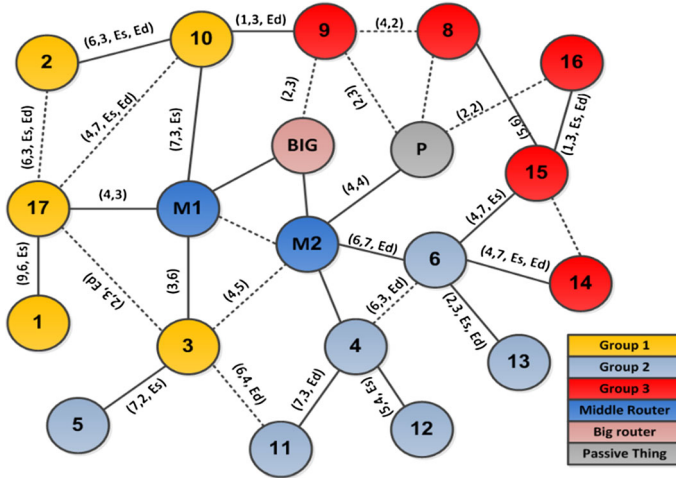 (6,3, Es, Ed)
(1,3, Ed)
9
(4,2)
8
10
2
16
(6,3, Es, Ed)
(4,7, Es, Ed)
(7,3, Es)
(2,3)
(2,3)
(2,2)
(5,6)
(1,3, Es, Ed)
BIG
P
15
(4,3)
(4,4)
17
M1
(4,7, Es)
M2
(6,7, Ed)
6
(4,7, Es, Ed)
14
(9,6, Es)
(2,3, Ed)
(3,6)
(4,5)
(6,3, Ed)
(2,3, Es, Ed)
1
3
4
13
Group 1
Group 2
Group 3
Middle Router
Big router
Passive Thing
(7,2, Es)
(6,4, Ed)
(7,3, Ed)
(5,4, Es)
5
11
12